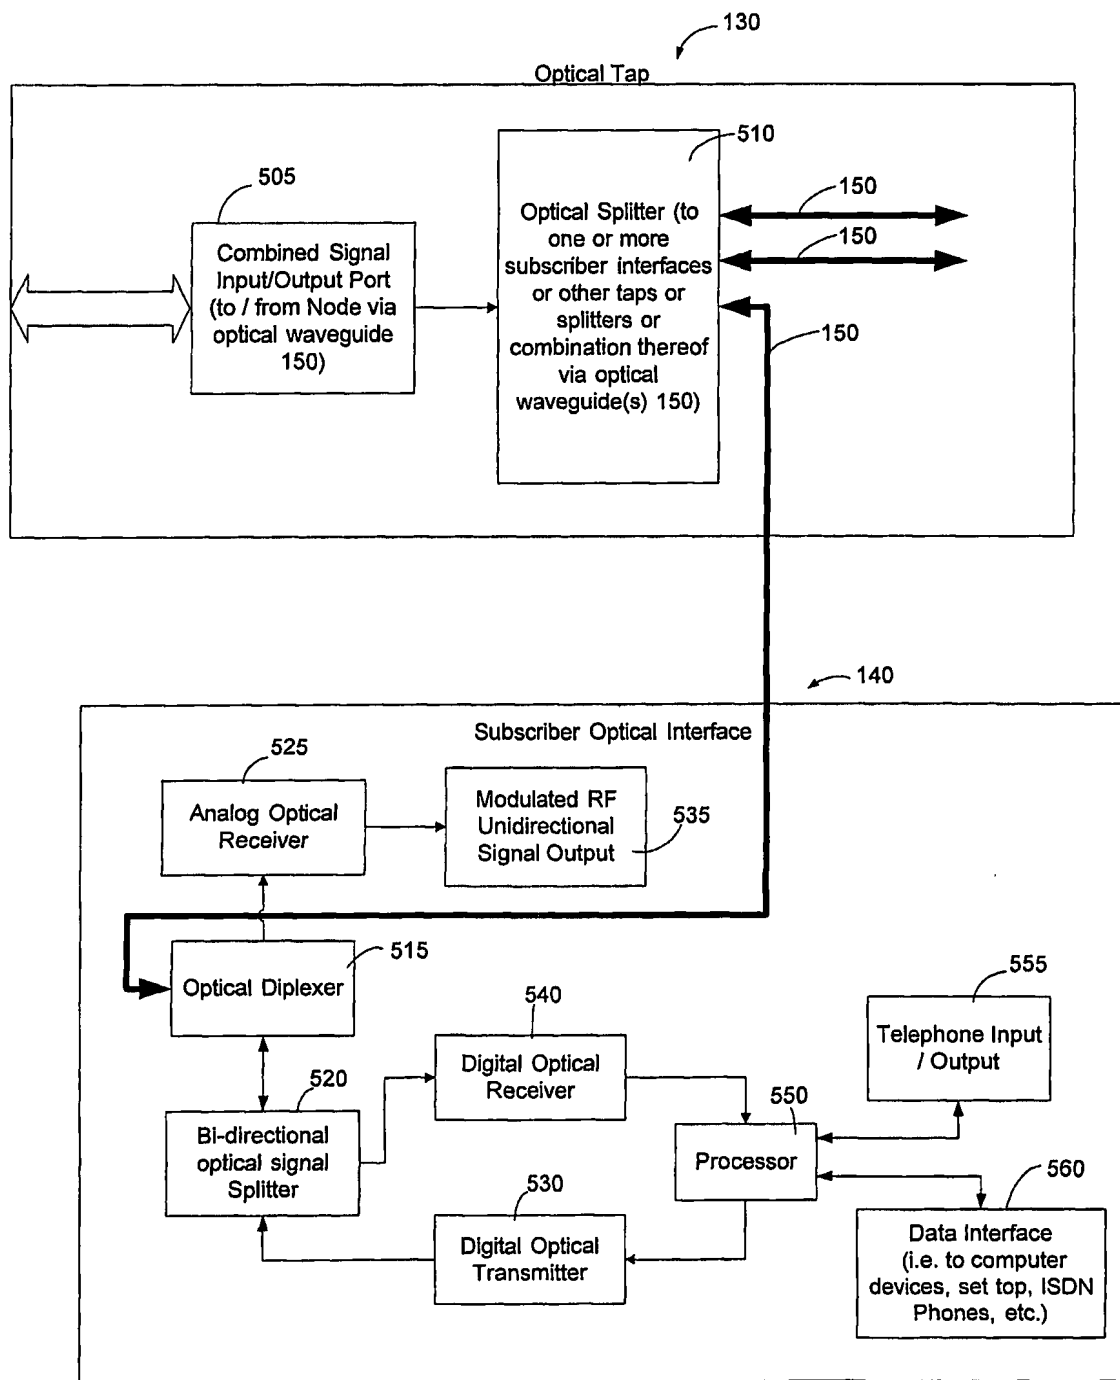 130
Optical Tap
510
505
150
Optical Splitter (to
one or more
subscriber interfaces
or other taps or
splitters or
combination thereof
via optical
waveguide(s) 150)
150
Combined Signal
Input/Output Port
(to / from Node via
optical waveguide
150)
150
140
Subscriber Optical Interface
525
Analog Optical
Receiver
Modulated RF
Unidirectional
Signal Output
535
515
Optical Diplexer
540
555
Digital Optical
Receiver
Telephone Input
/ Output
520
550
Bi-directional
optical signal
Splitter
Processor
560
530
Digital Optical
Transmitter
Data Interface
(i.e. to computer
devices, set top, ISDN
Phones, etc.)